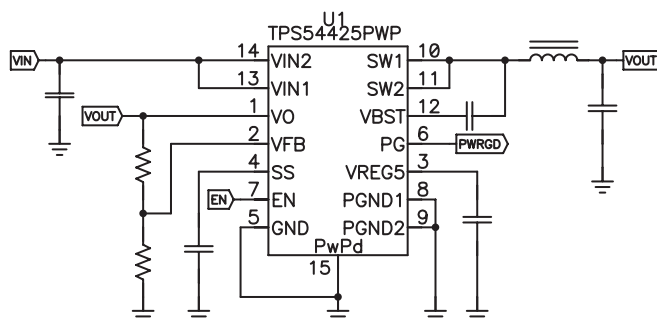 U1
TPS54425PWP
VIN
14 VIN2 SW1 10
VOUT
13 VIN1 SW2 11
VOUT
1 VO VBST 12
2 VFB PG 6
PWRGD
4 SS VREG5 3
EN
7 EN PGND1 8
5 GND PGND2 9
PwPd
15